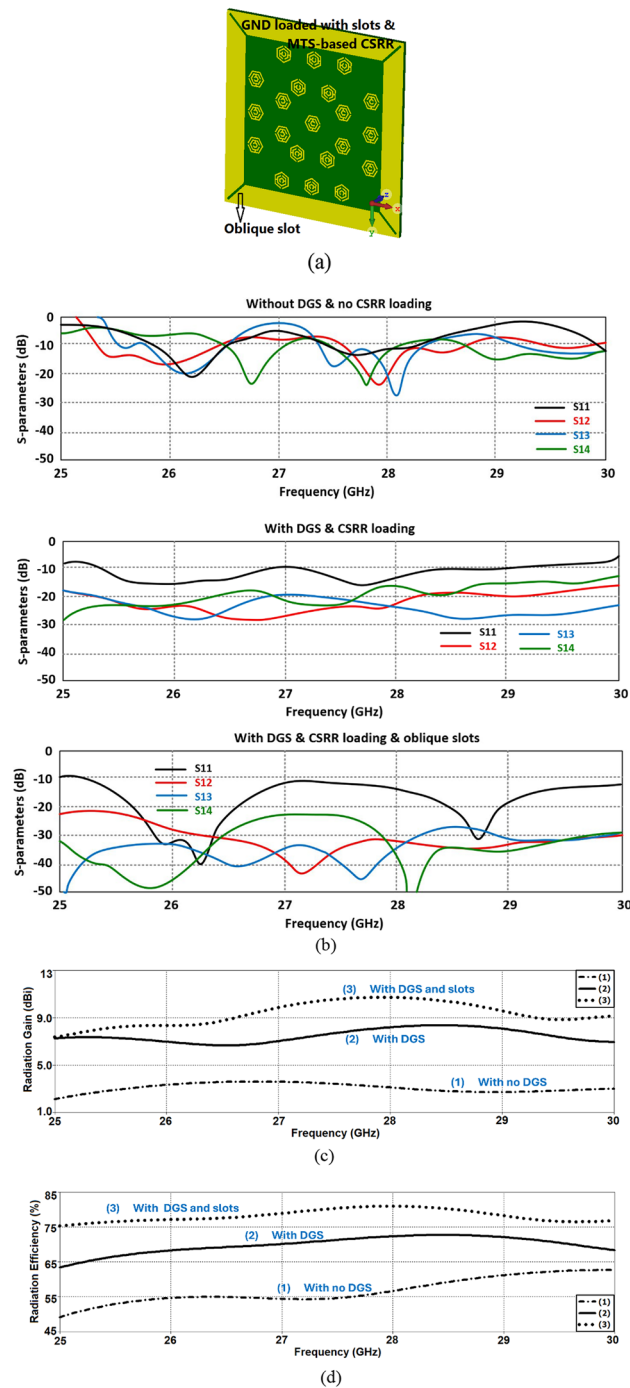 GND loaded with slots &
MTS-based CSRR
Oblique slot
z
x
y
(a)
Without DGS & no CSRR loading
S-parameters (dB)
0
-10
-20
-30
-40
-50
S11
S12
S13
S14
25 26 27 28 29 30
Frequency (GHz)
With DGS & CSRR loading
S-parameters (dB)
0
-10
-20
-30
-40
-50
S11 S13
S12 S14
25 26 27 28 29 30
Frequency (GHz)
With DGS & CSRR loading & oblique slots
S-parameters (dB)
0
-10
-20
-30
-40
-50
S11
S12
S13
S14
25 26 27 28 29 30
Frequency (GHz)
(b)
Radiation Gain (dBi)
13
9.0
5.0
1.0
(3) With DGS and slots
(2) With DGS
(1) With no DGS
(1)
(2)
(3)
25 26 27 28 29 30
Frequency (GHz)
(c)
Radiation Efficiency (%)
85
75
65
55
45
(3) With DGS and slots
(2) With DGS
(1) With no DGS
(1)
(2)
(3)
25 26 27 28 29 30
Frequency (GHz)
(d)